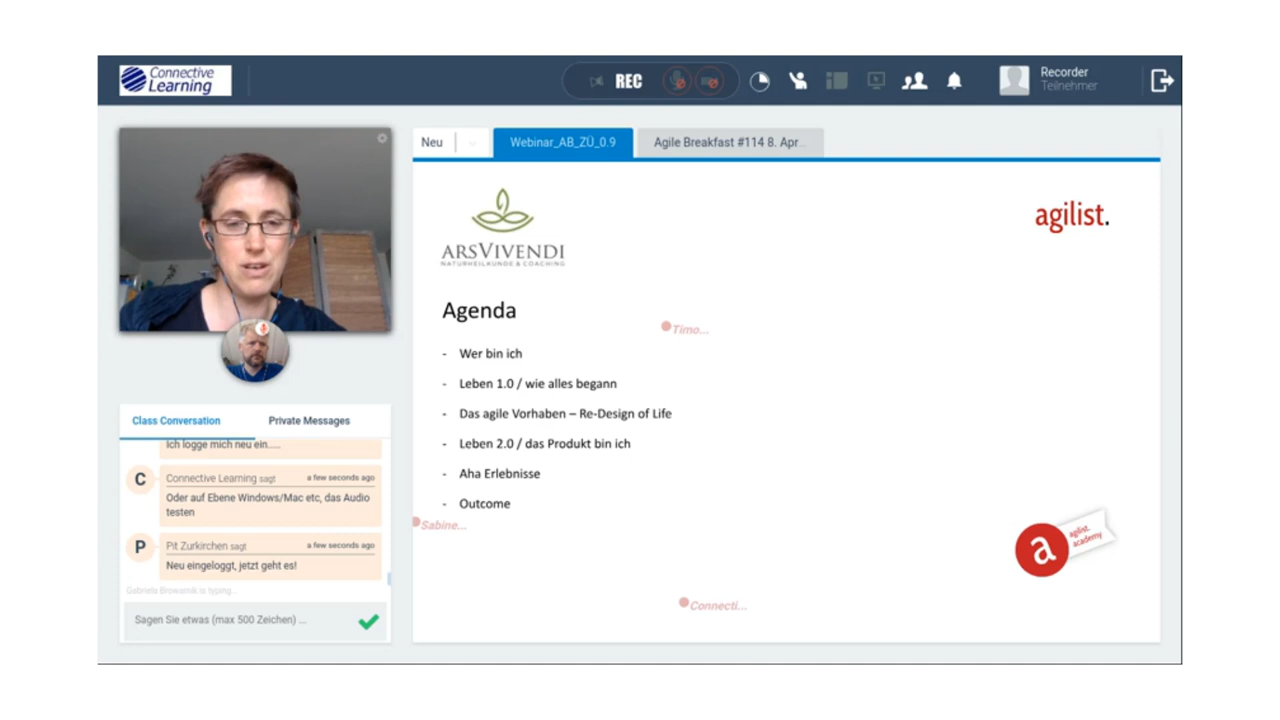 Connective
Learning
REC
Recorder
Teilnehmer
Neu
Webinar_AB_ZÜ_0.9
Agile Breakfast #114 8. Apr...
ARSVIVENDI
NATURHEILKUNDE & COACHING
agilist.
Agenda
Timo...
- Wer bin ich
- Leben 1.0 / wie alles begann
- Das agile Vorhaben – Re-Design of Life
- Leben 2.0 / das Produkt bin ich
- Aha Erlebnisse
- Outcome
Sabine...
Connecti...
a
agilist.
academy
Class Conversation
Private Messages
Ich logge mich neu ein.....
C
Connective Learning sagt
a few seconds ago
Oder auf Ebene Windows/Mac etc, das Audio
testen
P
Pit Zurkirchen sagt
a few seconds ago
Neu eingeloggt, jetzt geht es!
Gabriela Browarnik is typing...
Sagen Sie etwas (max 500 Zeichen) ...